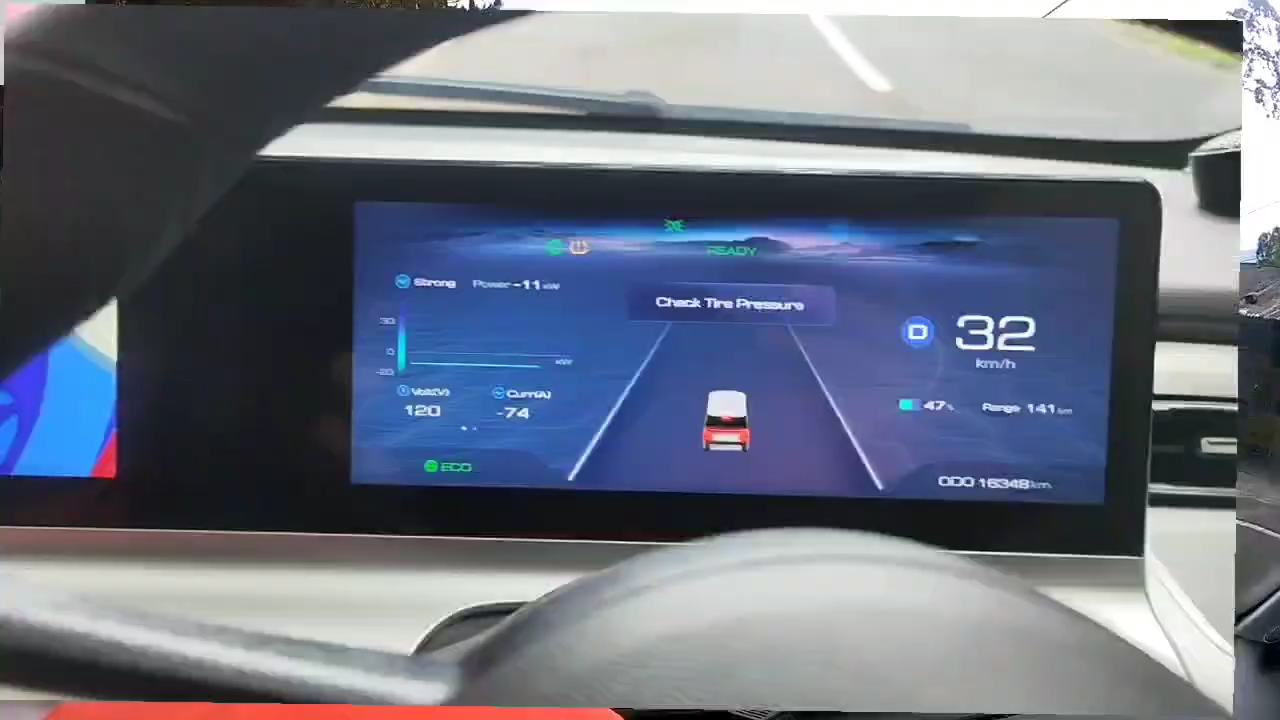 READY
Strong Power -11 kW
Check Tire Pressure
30
0
-20
kW
32
km/h
Volt(V) Curr(A)
120 -74
47% Range 141 km
ECO
ODO 16348 km